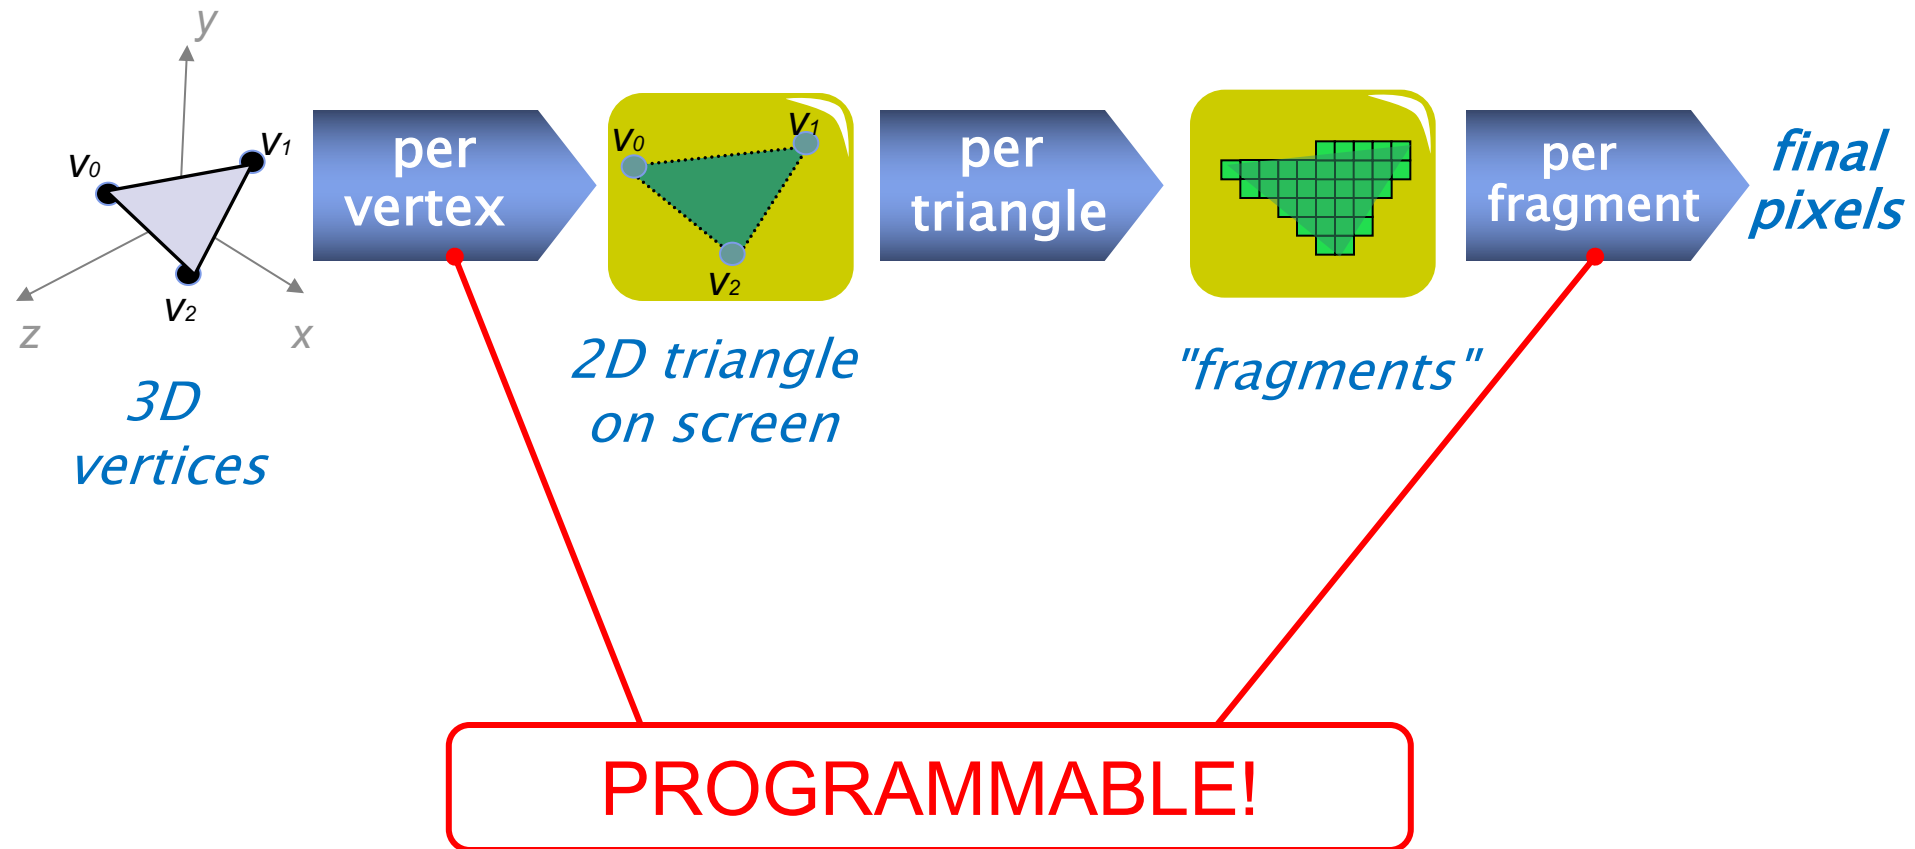 y
v0
v1
v2
z
x
3D
vertices
per
vertex
v0
v1
v2
2D triangle
on screen
per
triangle
"fragments"
per
fragment
final
pixels
PROGRAMMABLE!